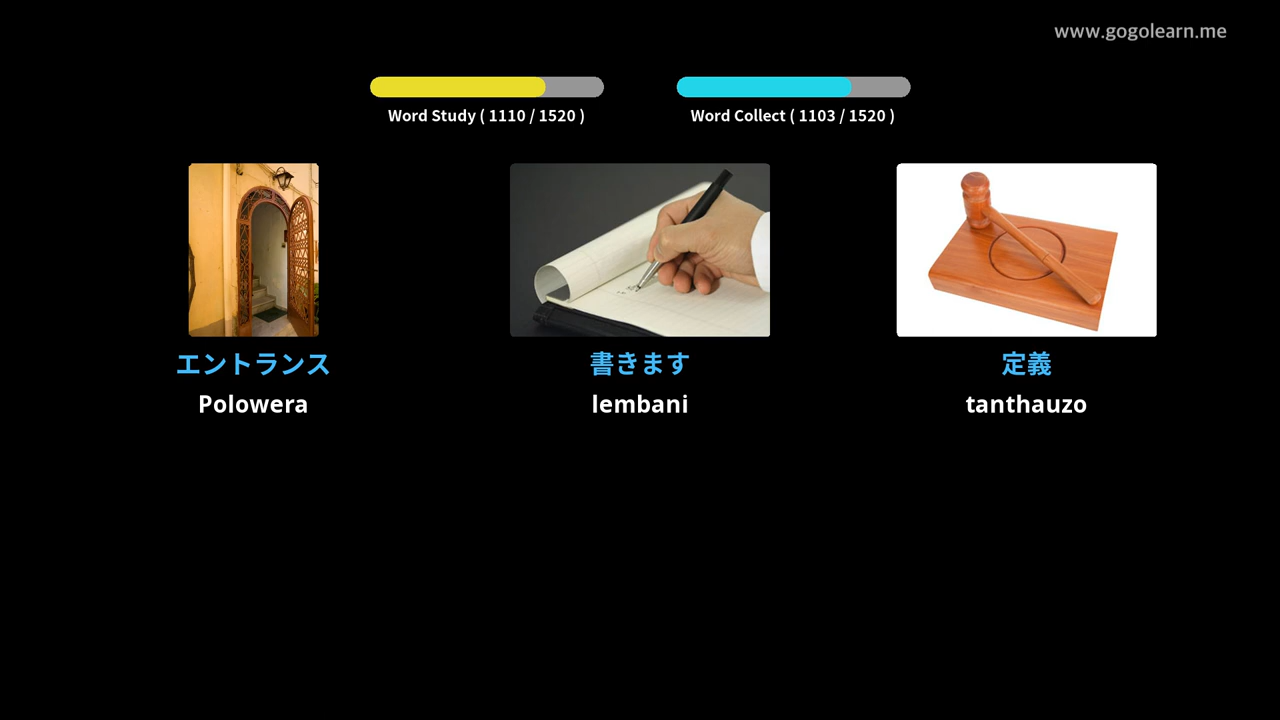 www.gogolearn.me
Word Study ( 1110 / 1520 )
Word Collect ( 1103 / 1520 )
エントランス
Polowera
書きます
lembani
定義
tanthauzo